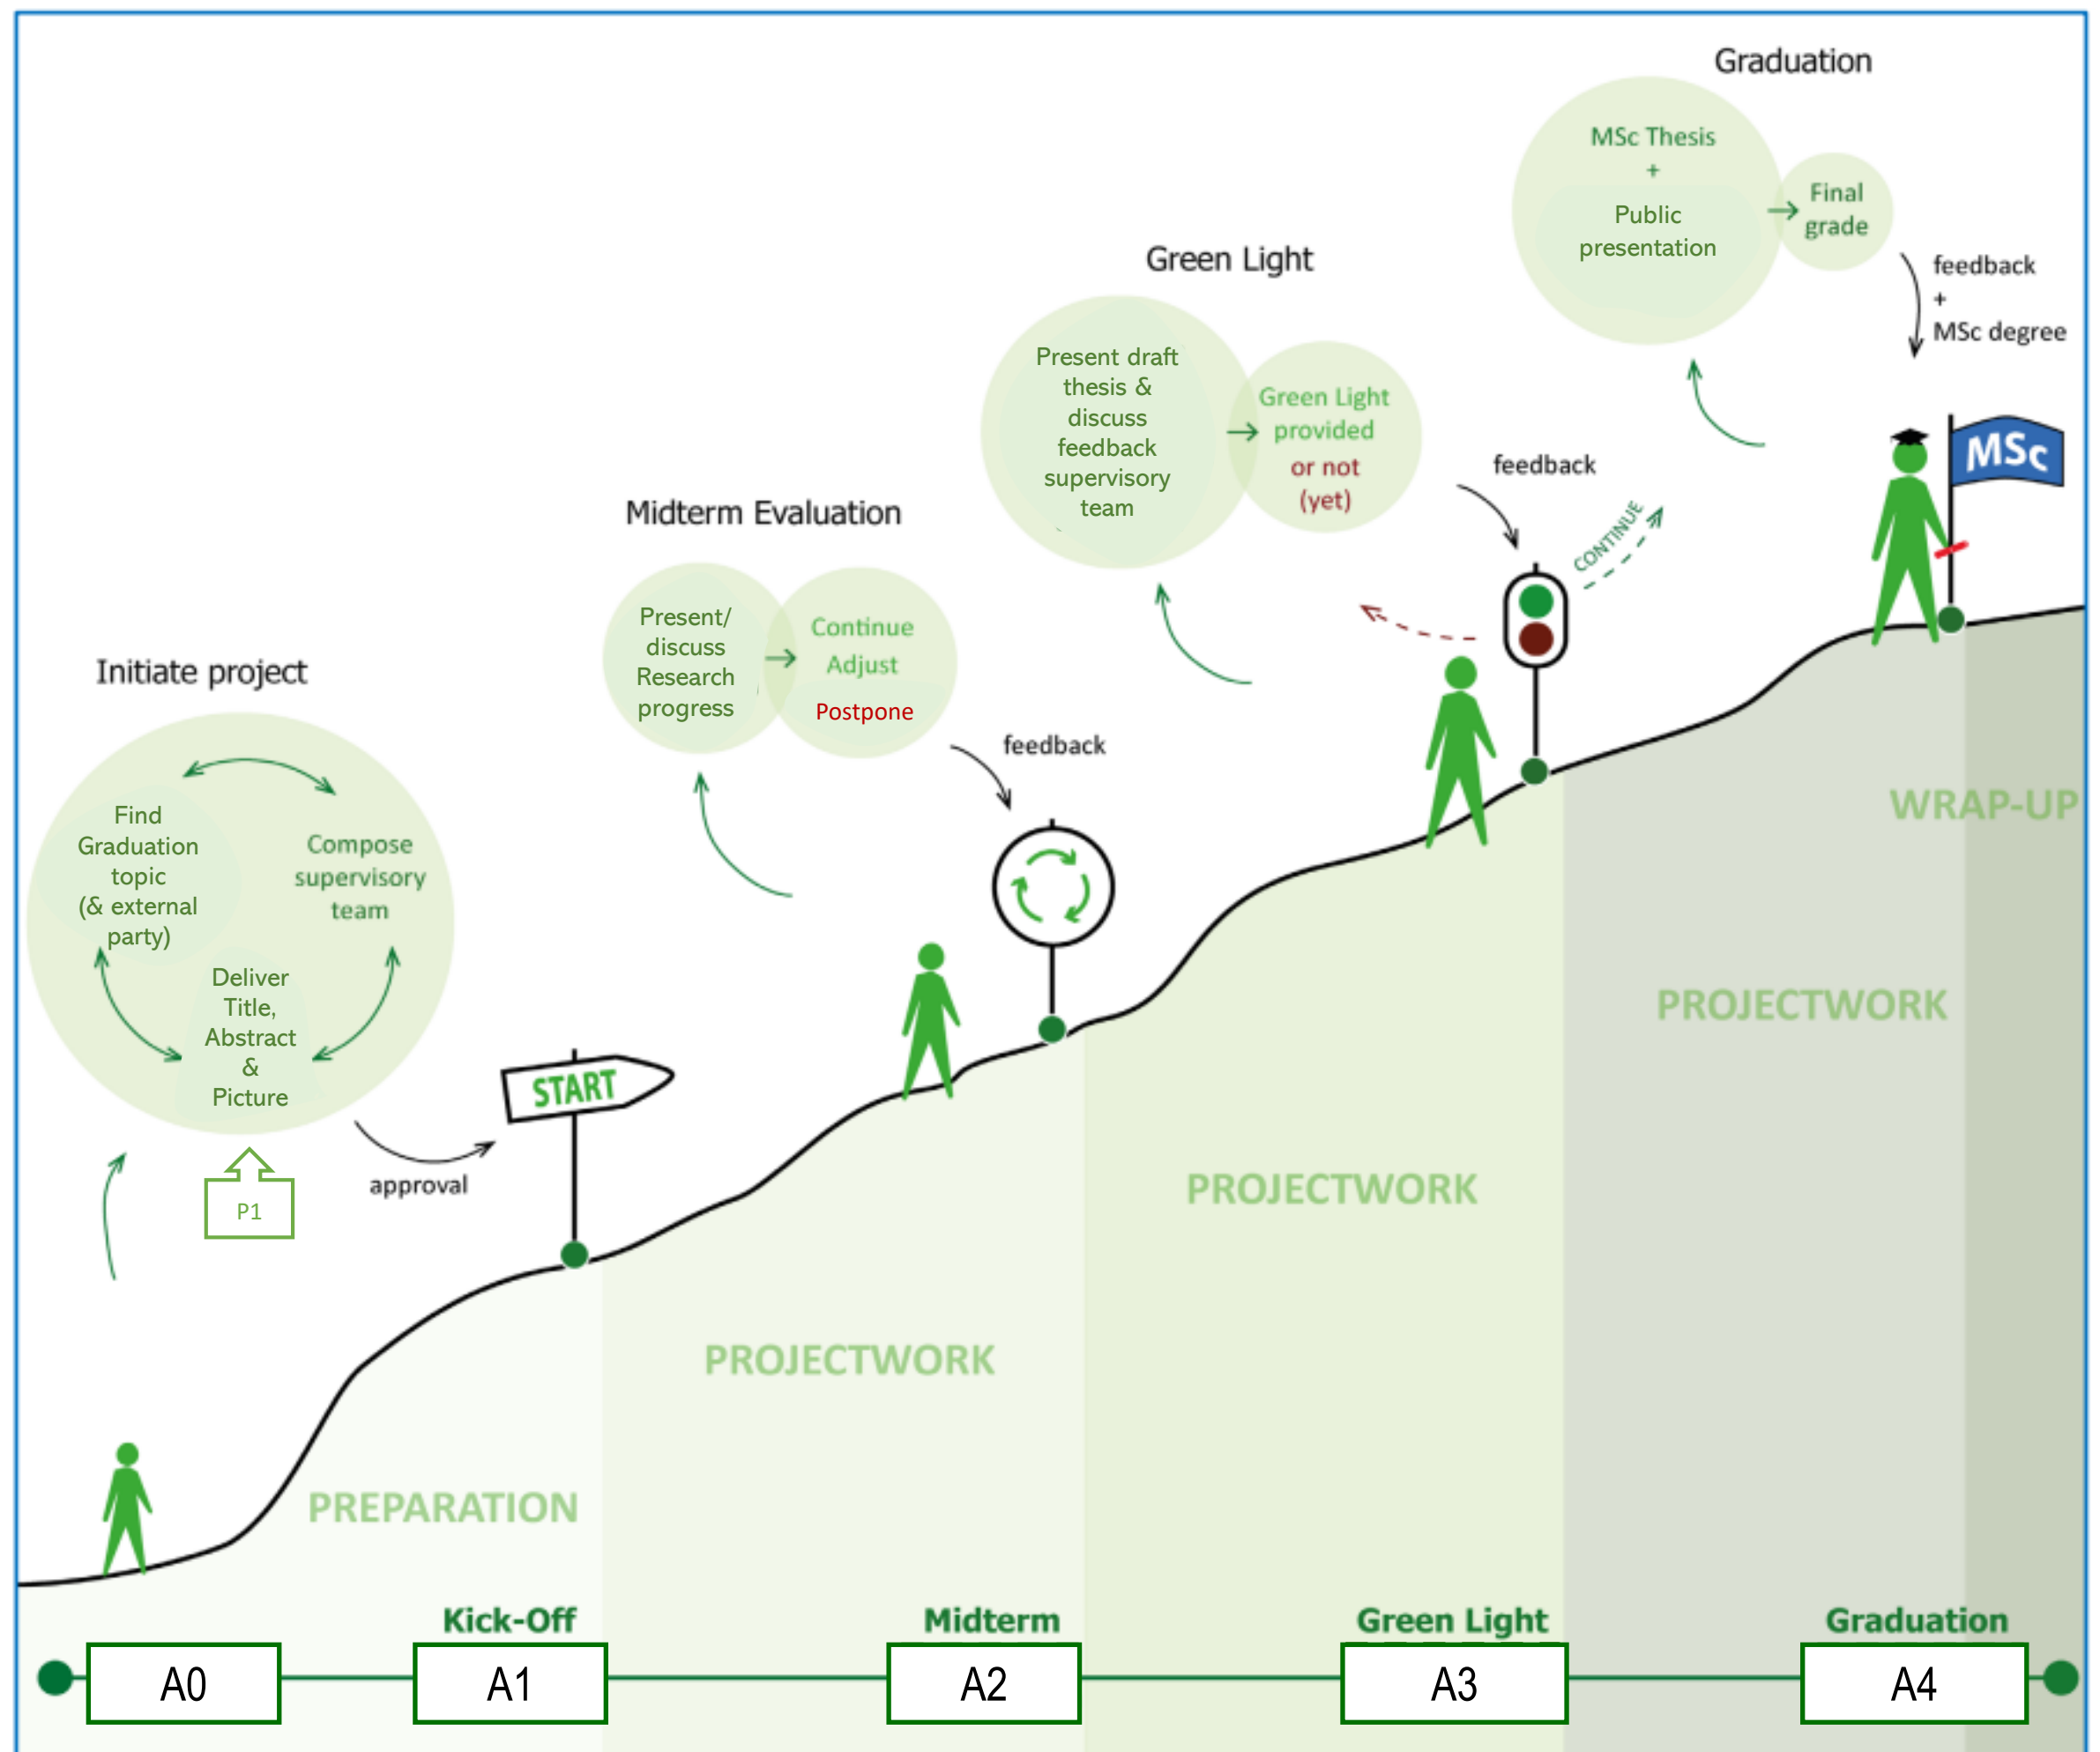 Graduation
MSc Thesis
+
Public
presentation
Final
grade
feedback
+
MSc degree
MSc
Green Light
Present draft
thesis &
discuss
feedback
supervisory
team
Green Light
provided
or not
(yet)
feedback
CONTINUE
Midterm Evaluation
Present/
discuss
Research
progress
Continue
Adjust
Postpone
feedback
Initiate project
Find
Graduation
topic
(& external
party)
Compose
supervisory
team
Deliver
Title,
Abstract
&
Picture
P1
approval
START
WRAP-UP
PROJECTWORK
PROJECTWORK
PROJECTWORK
PREPARATION
Kick-Off
Midterm
Green Light
Graduation
A0
A1
A2
A3
A4